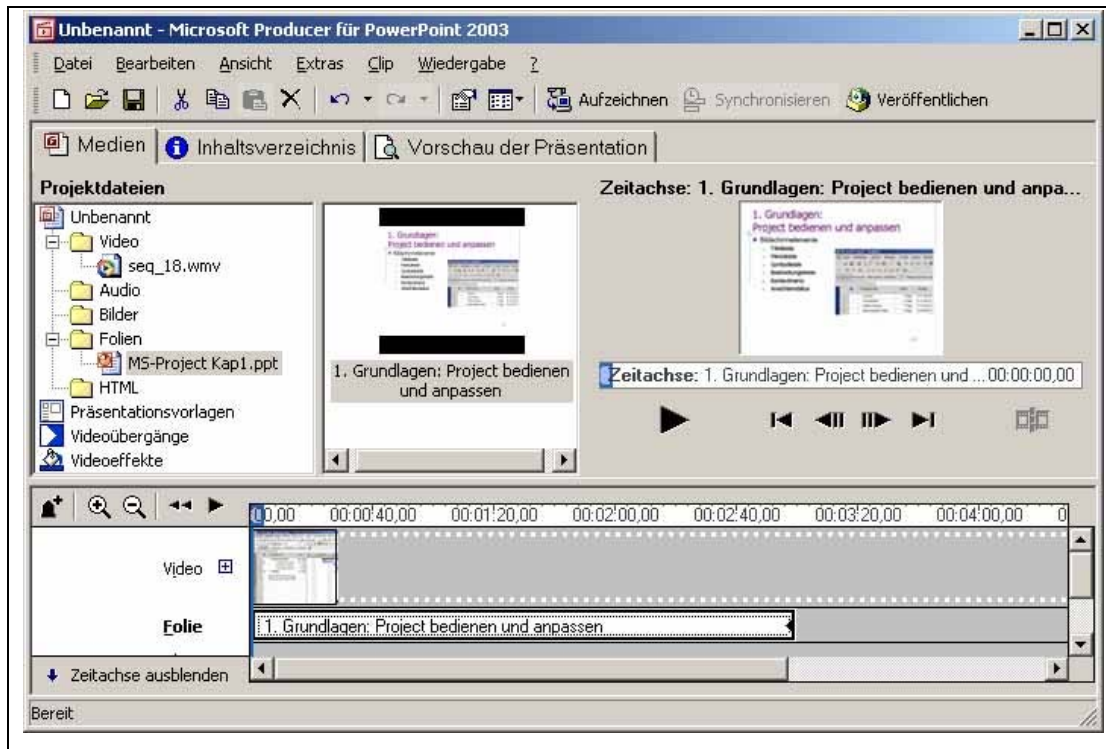 Unbenannt - Microsoft Producer für PowerPoint 2003
Datei Bearbeiten Ansicht Extras Clip Wiedergabe ?
Aufzeichnen Synchronisieren Veröffentlichen
Medien Inhaltsverzeichnis Vorschau der Präsentation
Projektdateien
Unbenannt
Video
seq_18.wmv
Audio
Bilder
Folien
MS-Project Kap1.ppt
HTML
Präsentationsvorlagen
Videoübergänge
Videoeffekte
1. Grundlagen:
Project bedienen und anpassen
1. Grundlagen: Project bedienen
und anpassen
Zeitachse: 1. Grundlagen: Project bedienen und anpa...
1. Grundlagen:
Project bedienen und anpassen
Zeitachse: 1. Grundlagen: Project bedienen und ... 00:00:00,00
0,00 00:00:40,00 00:01:20,00 00:02:00,00 00:02:40,00 00:03:20,00 00:04:00,00 0
Video
Folie 1. Grundlagen: Project bedienen und anpassen
Zeitachse ausblenden
Bereit